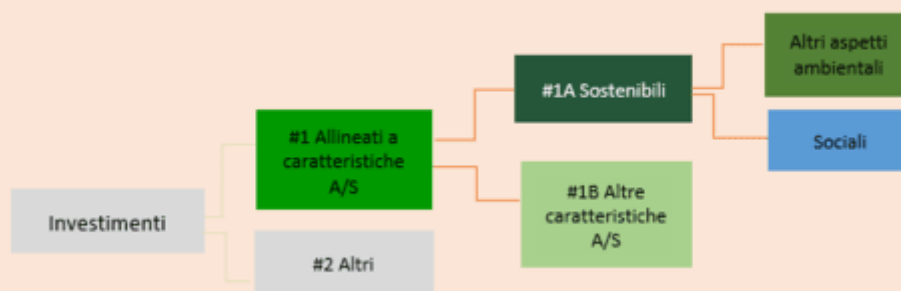 Investimenti
#1 Allineati a
caratteristiche
A/S
#2 Altri
#1A Sostenibili
#1B Altre
caratteristiche
A/S
Altri aspetti
ambientali
Sociali